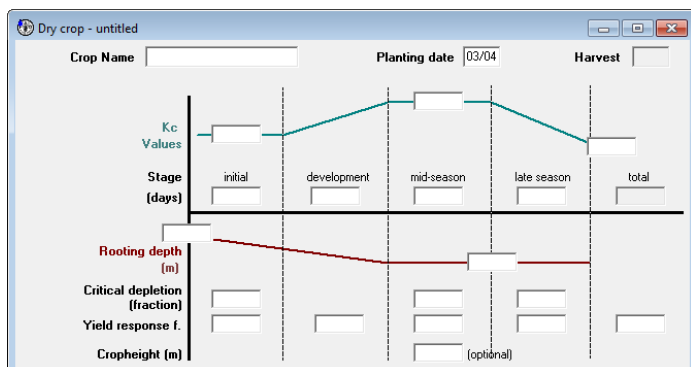 Dry crop - untitled
Crop Name Planting date 03/04 Harvest
Kc
Values
Stage initial development mid-season late season total
(days)
Rooting depth
(m)
Critical depletion
(fraction)
Yield response f.
Cropheight (m) (optional)